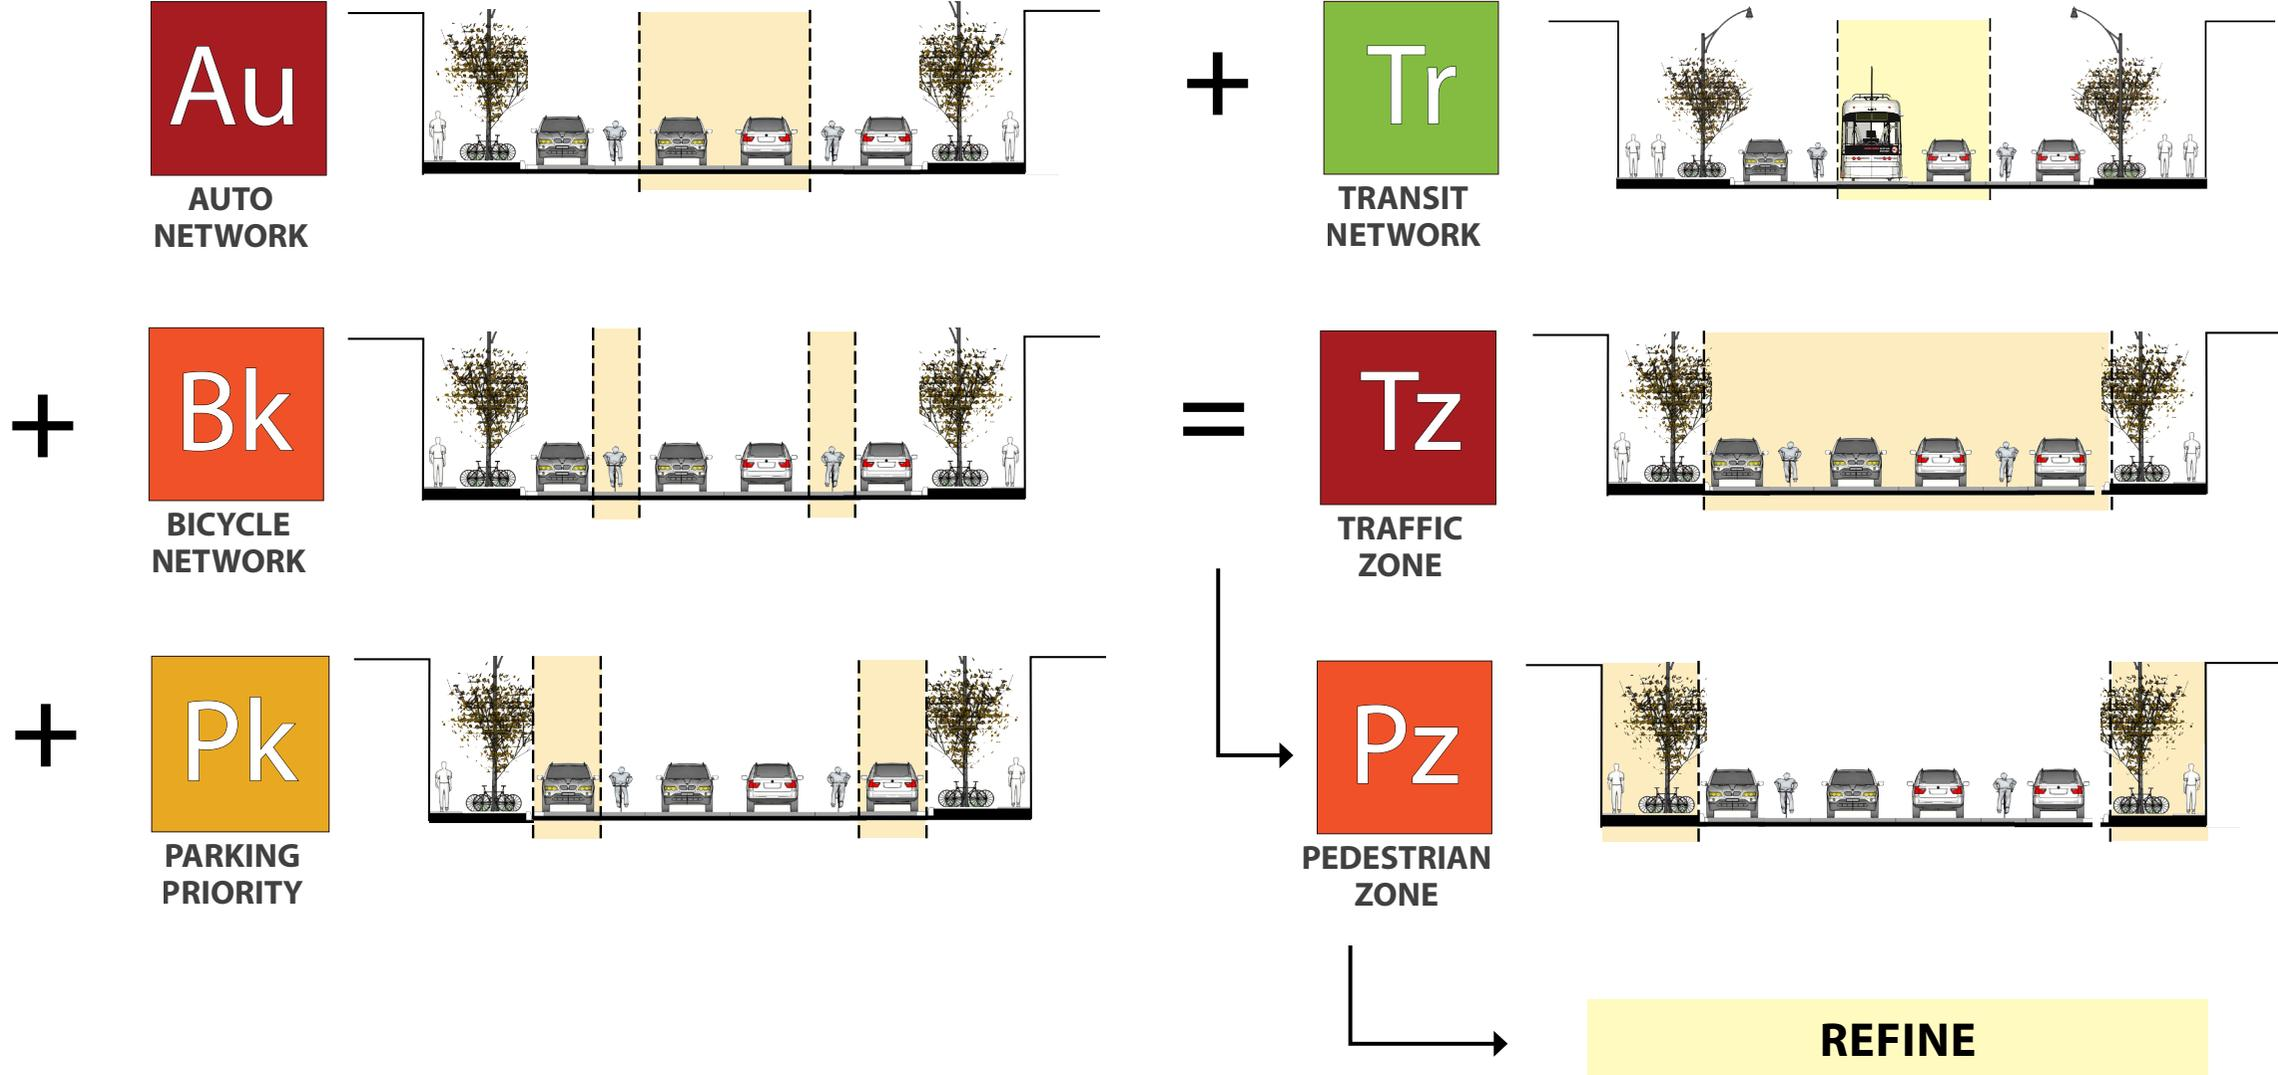 Au
AUTO
NETWORK
+
Tr
TRANSIT
NETWORK
+
Bk
BICYCLE
NETWORK
=
Tz
TRAFFIC
ZONE
+
Pk
PARKING
PRIORITY
Pz
PEDESTRIAN
ZONE
REFINE